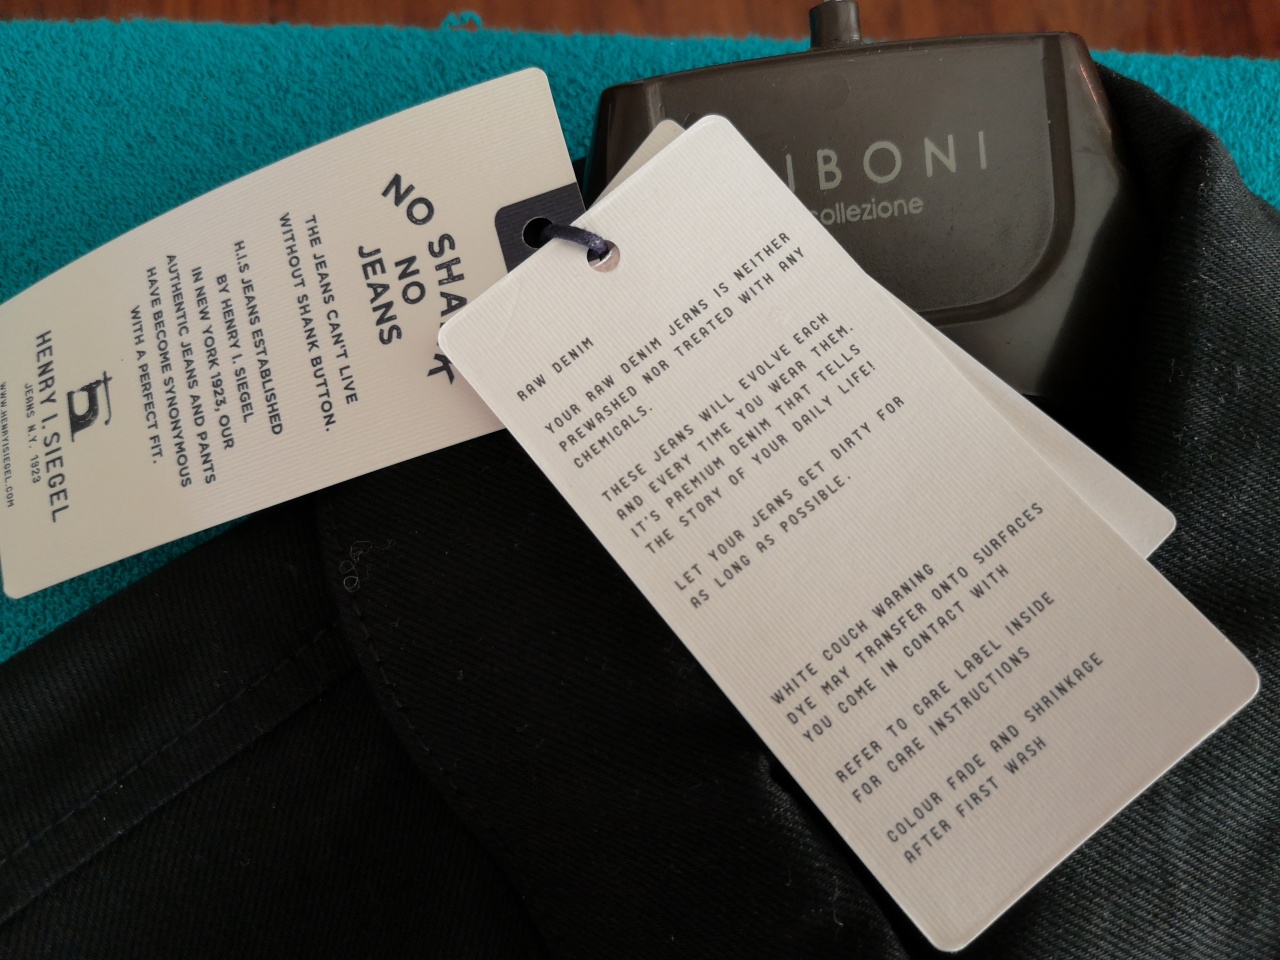 NO
NO
JEANS
THE JEANS CAN'T LIVE
WITHOUT SHANK BUTTON.
H.I.S JEANS ESTABLISHED
BY HENRY I. SIEGEL
IN NEW YORK 1923, OUR
AUTHENTIC JEANS AND PANTS
HAVE BECOME SYNONYMOUS
WITH A PERFECT FIT.
HENRY I. SIEGEL
JEANS N.Y. 1923
WWW.HENRYISIEGEL.COM
RAW DENIM
YOUR RAW DENIM JEANS IS NEITHER
PREWASHED NOR TREATED WITH ANY
CHEMICALS.
THESE JEANS WILL EVOLVE EACH
AND EVERY TIME YOU WEAR THEM.
IT'S PREMIUM DENIM THAT TELLS
THE STORY OF YOUR DAILY LIFE!
LET YOUR JEANS GET DIRTY FOR
AS LONG AS POSSIBLE.
WHITE COUCH WARNING
DYE MAY TRANSFER ONTO SURFACES
YOU COME IN CONTACT WITH
REFER TO CARE LABEL INSIDE
FOR CARE INSTRUCTIONS
COLOUR FADE AND SHRINKAGE
AFTER FIRST WASH
UBONI
collezione